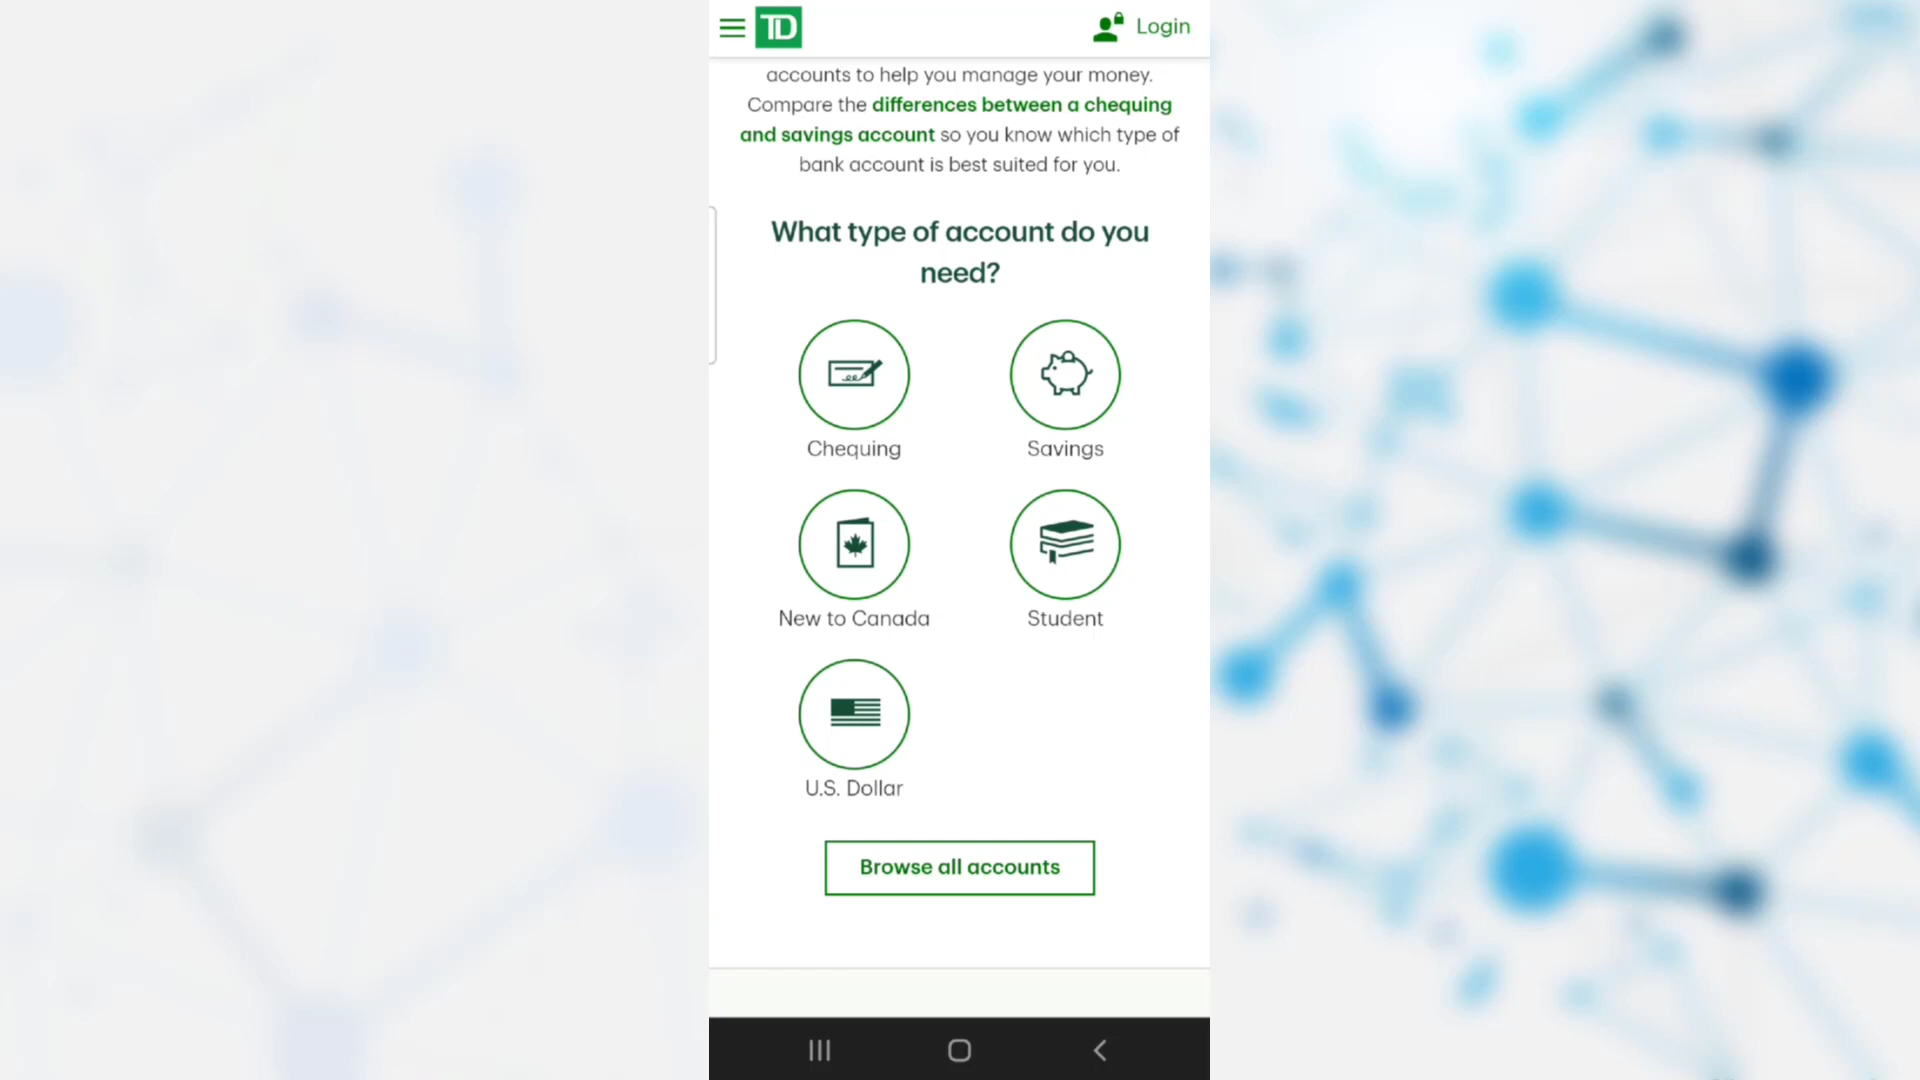 TD
Login
accounts to help you manage your money.
Compare the differences between a chequing
and savings account so you know which type of
bank account is best suited for you.
What type of account do you
need?
Chequing
Savings
New to Canada
Student
U.S. Dollar
Browse all accounts